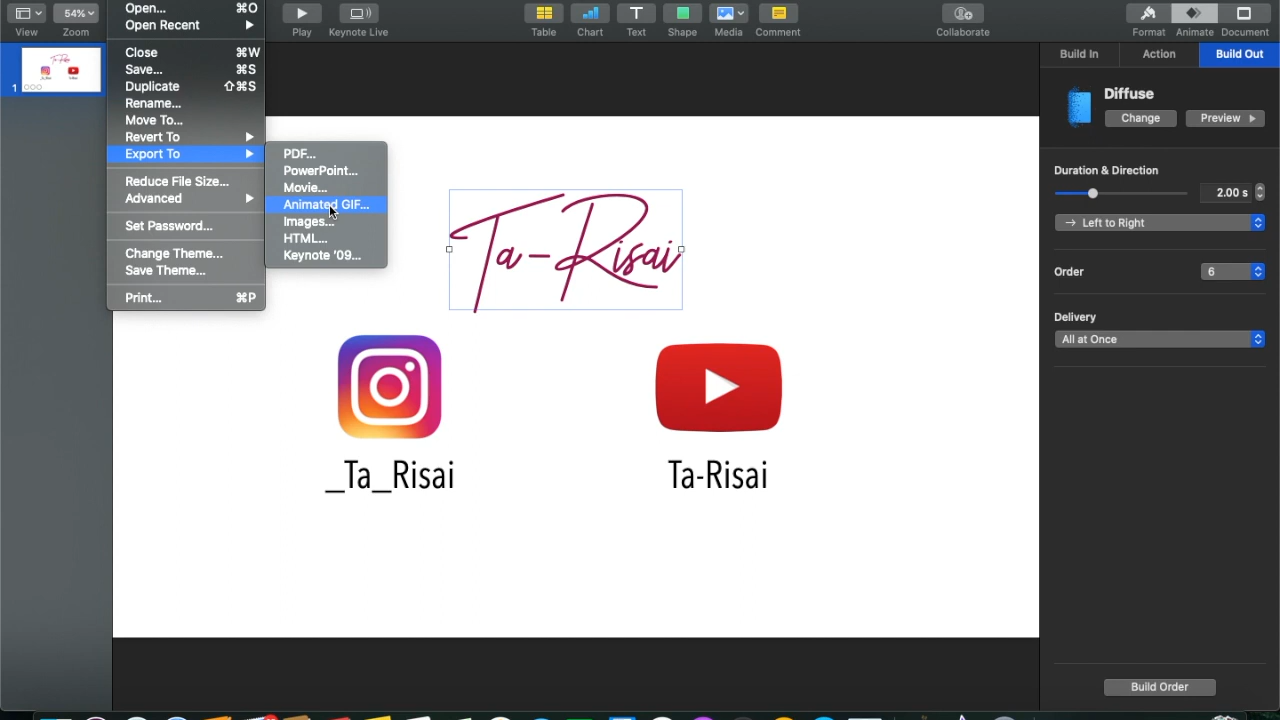 Open... ⌘O
Open Recent
Close ⌘W
Save... ⌘S
Duplicate ⇧⌘S
Rename...
Move To...
Revert To
Export To
Reduce File Size...
Advanced
Set Password...
Change Theme...
Save Theme...
Print... ⌘P
PDF...
PowerPoint...
Movie...
Animated GIF...
Images...
HTML...
Keynote '09...
54%
View
Zoom
Play
Keynote Live
Table
Chart
Text
Shape
Media
Comment
Collaborate
Format
Animate
Document
1
Ta-Risai
_Ta_Risai
Ta-Risai
Build In
Action
Build Out
Diffuse
Change
Preview
Duration & Direction
2.00 s
→ Left to Right
Order
6
Delivery
All at Once
Build Order